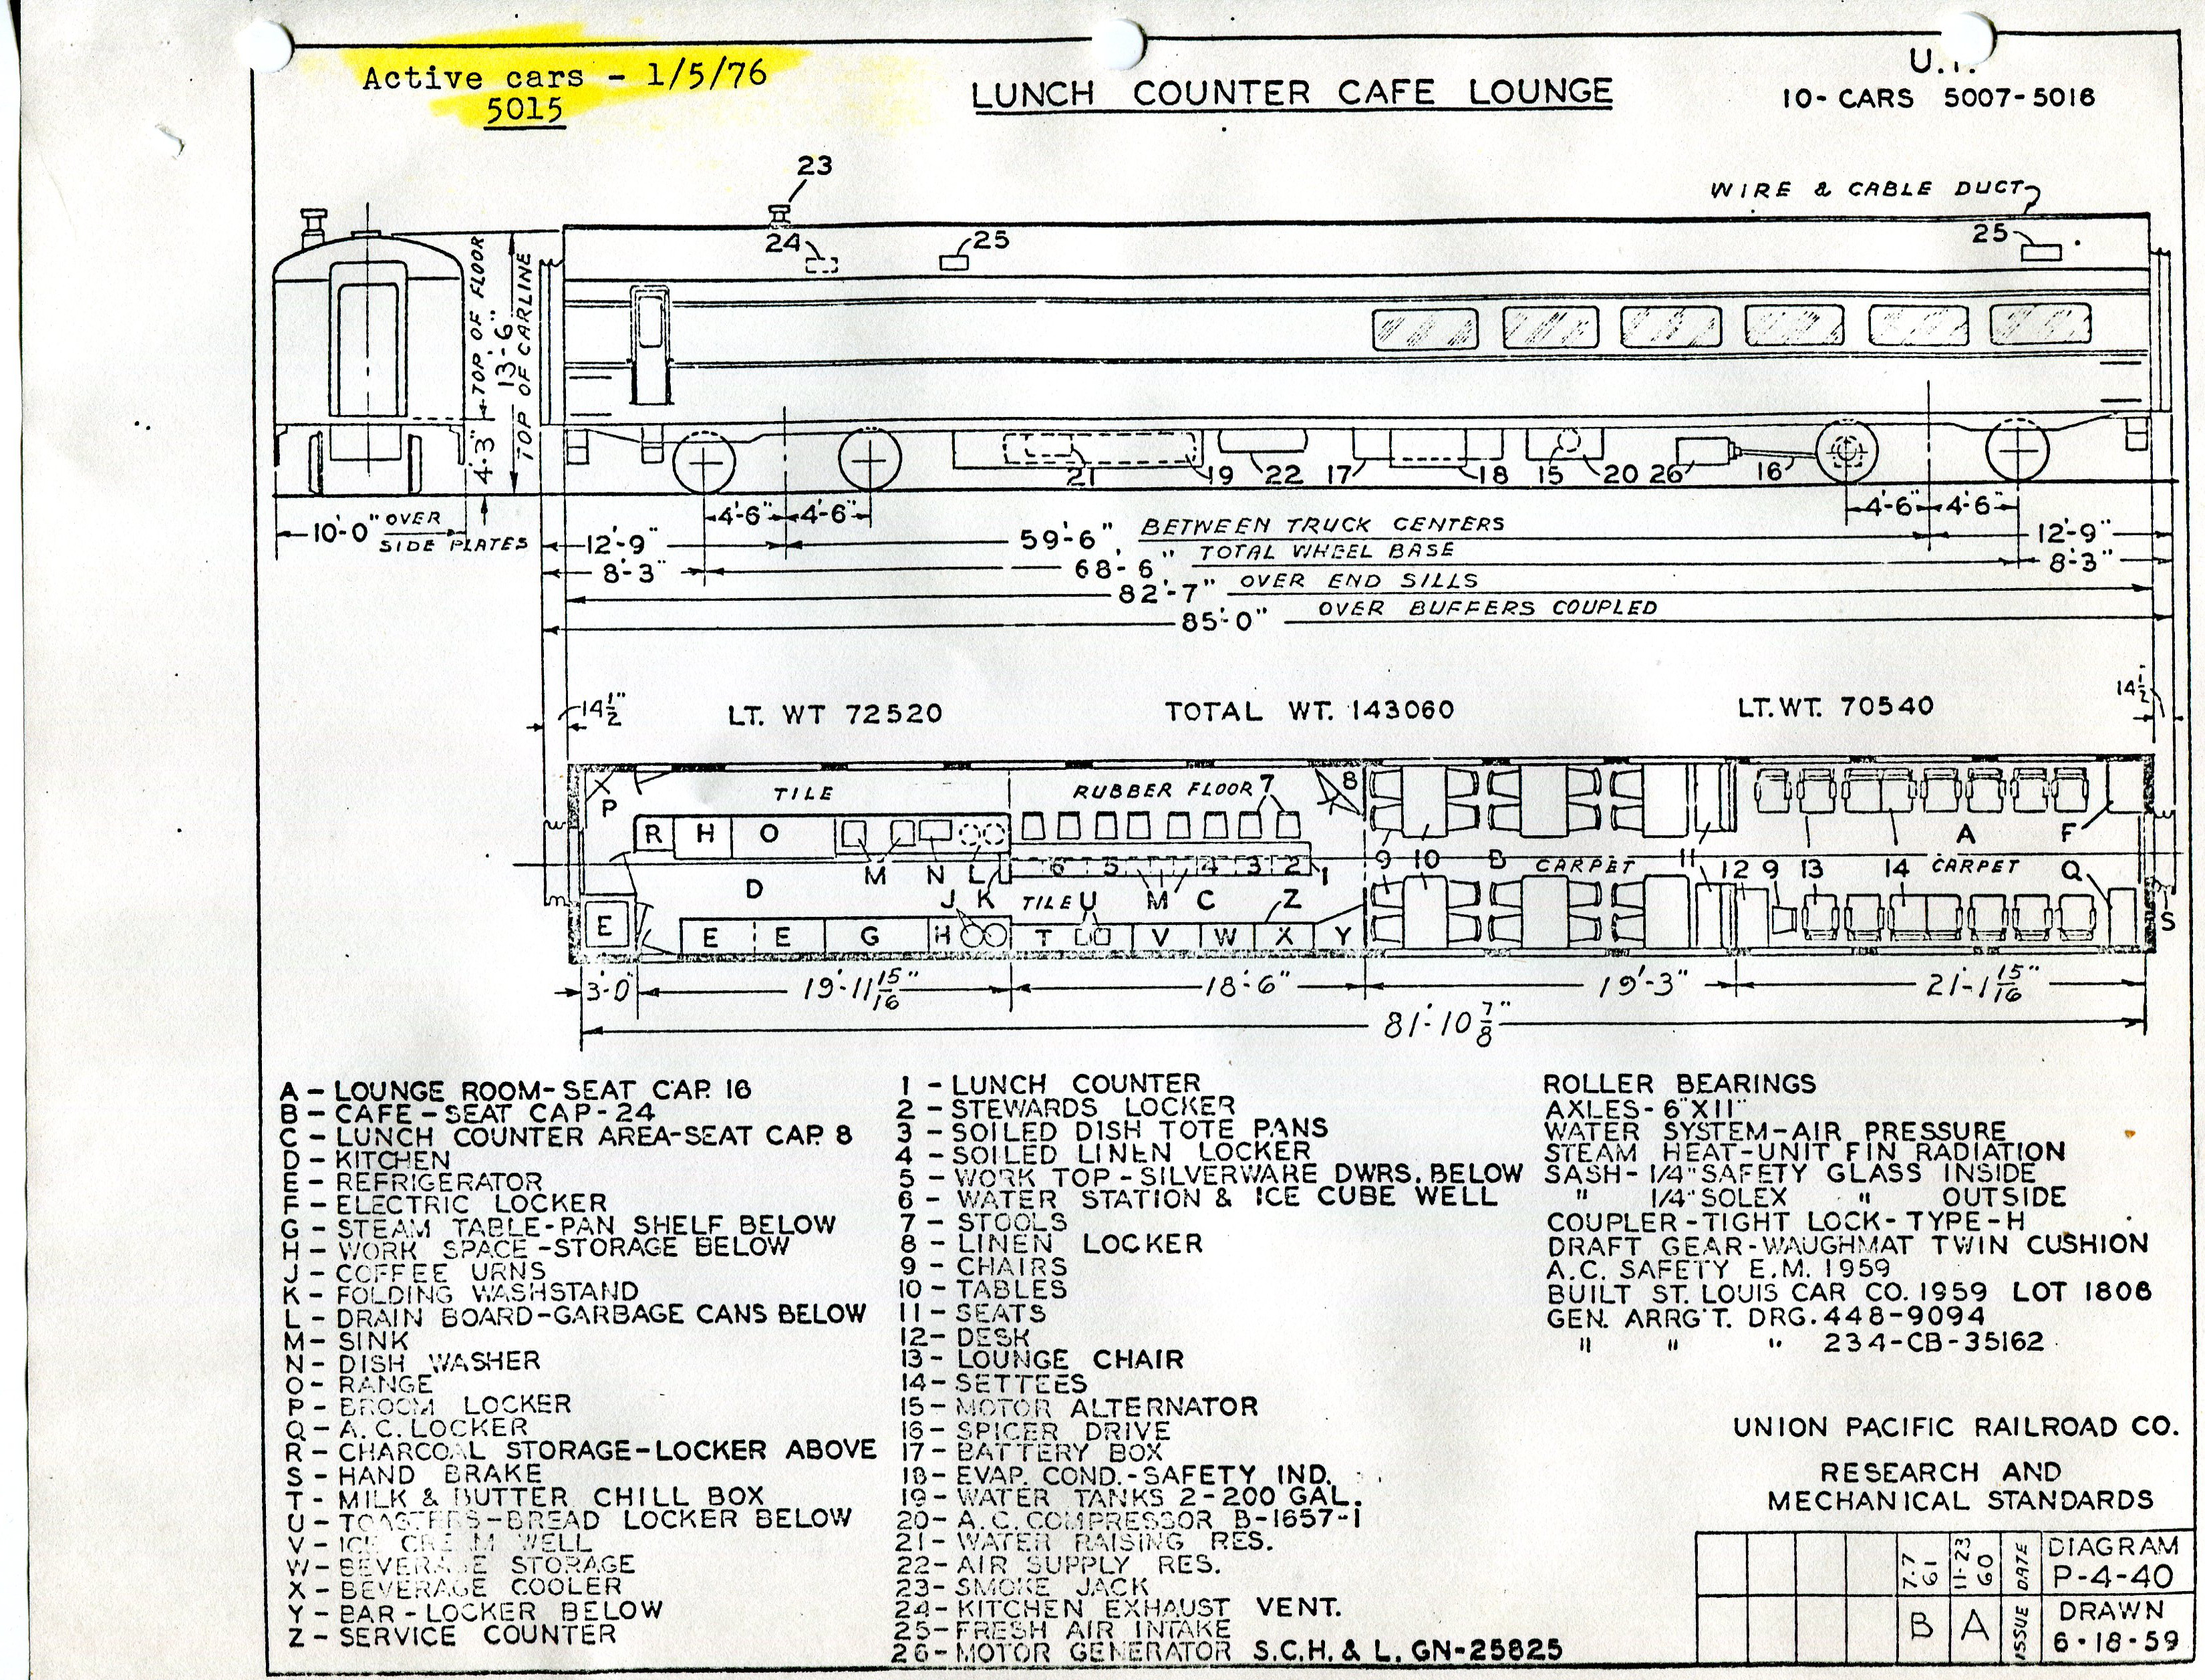 Active cars - 1/5/76
5015
LUNCH COUNTER CAFE LOUNGE
10- CARS 5007-5016
23
WIRE & CABLE DUCT
24
25
25
4'-3" TOP OF FLOOR
13'-6"
TOP OF CARLINE
21
19
22
17
18
15
20
26
16
4'-6"
4'-6"
4'-6"
4'-6"
10'-0" OVER
SIDE PLATES
12'-9"
59'-6" BETWEEN TRUCK CENTERS
12'-9"
8'-3"
68-6" TOTAL WHEEL BASE
8'-3"
82'-7" OVER END SILLS
85'-0" OVER BUFFERS COUPLED
14 1/2"
LT. WT 72520
TOTAL WT. 143060
LT. WT. 70540
14 1/2
P
TILE
RUBBER FLOOR
7
8
R
H
O
M
N
L
6
5
4
3
2
1
9
10
B
CARPET
11
A
F
12
9
13
14
CARPET
Q
D
J
K
TILE
U
M
C
Z
E
E
E
G
H
T
V
W
X
Y
S
3'-0"
19'-11 15/16"
18'-6"
19'-3"
21'-1 15/16"
81'-10 7/8"
A - LOUNGE ROOM-SEAT CAP. 16
B - CAFE-SEAT CAP-24
C - LUNCH COUNTER AREA-SEAT CAP. 8
D - KITCHEN
E - REFRIGERATOR
F - ELECTRIC LOCKER
G - STEAM TABLE-PAN SHELF BELOW
H - WORK SPACE-STORAGE BELOW
J - COFFEE URNS
K - FOLDING WASHSTAND
L - DRAIN BOARD-GARBAGE CANS BELOW
M - SINK
N - DISH WASHER
O - RANGE
P - BROOM LOCKER
Q - A.C. LOCKER
R - CHARCOAL STORAGE-LOCKER ABOVE
S - HAND BRAKE
T - MILK & BUTTER CHILL BOX
U - TOASTERS-BREAD LOCKER BELOW
V - ICE CREAM WELL
W - BEVERAGE STORAGE
X - BEVERAGE COOLER
Y - BAR-LOCKER BELOW
Z - SERVICE COUNTER
1 - LUNCH COUNTER
2 - STEWARDS LOCKER
3 - SOILED DISH TOTE PANS
4 - SOILED LINEN LOCKER
5 - WORK TOP-SILVERWARE DWRS. BELOW
6 - WATER STATION & ICE CUBE WELL
7 - STOOLS
8 - LINEN LOCKER
9 - CHAIRS
10 - TABLES
11 - SEATS
12 - DESK
13 - LOUNGE CHAIR
14 - SETTEES
15 - MOTOR ALTERNATOR
16 - SPICER DRIVE
17 - BATTERY BOX
18 - EVAP. COND.-SAFETY IND.
19 - WATER TANKS 2-200 GAL.
20 - A.C. COMPRESSOR B-1657-1
21 - WATER RAISING RES.
22 - AIR SUPPLY RES.
23 - SMOKE JACK
24 - KITCHEN EXHAUST VENT.
25 - FRESH AIR INTAKE
26 - MOTOR GENERATOR S.C.H. & L. GN-25825
ROLLER BEARINGS
AXLES- 6"X11"
WATER SYSTEM-AIR PRESSURE
STEAM HEAT-UNIT FIN RADIATION
SASH- 1/4" SAFETY GLASS INSIDE
" 1/4" SOLEX " OUTSIDE
COUPLER-TIGHT LOCK-TYPE-H
DRAFT GEAR-WAUGHMAT TWIN CUSHION
A.C. SAFETY E.M. 1959
BUILT ST. LOUIS CAR CO. 1959 LOT 1806
GEN. ARRG'T. DRG. 448-9094
" " " 234-CB-35162
UNION PACIFIC RAILROAD CO.
RESEARCH AND
MECHANICAL STANDARDS
7-7 61
11-23 60
DATE
DIAGRAM
P-4-40
B
A
ISSUE
DRAWN
6-18-59